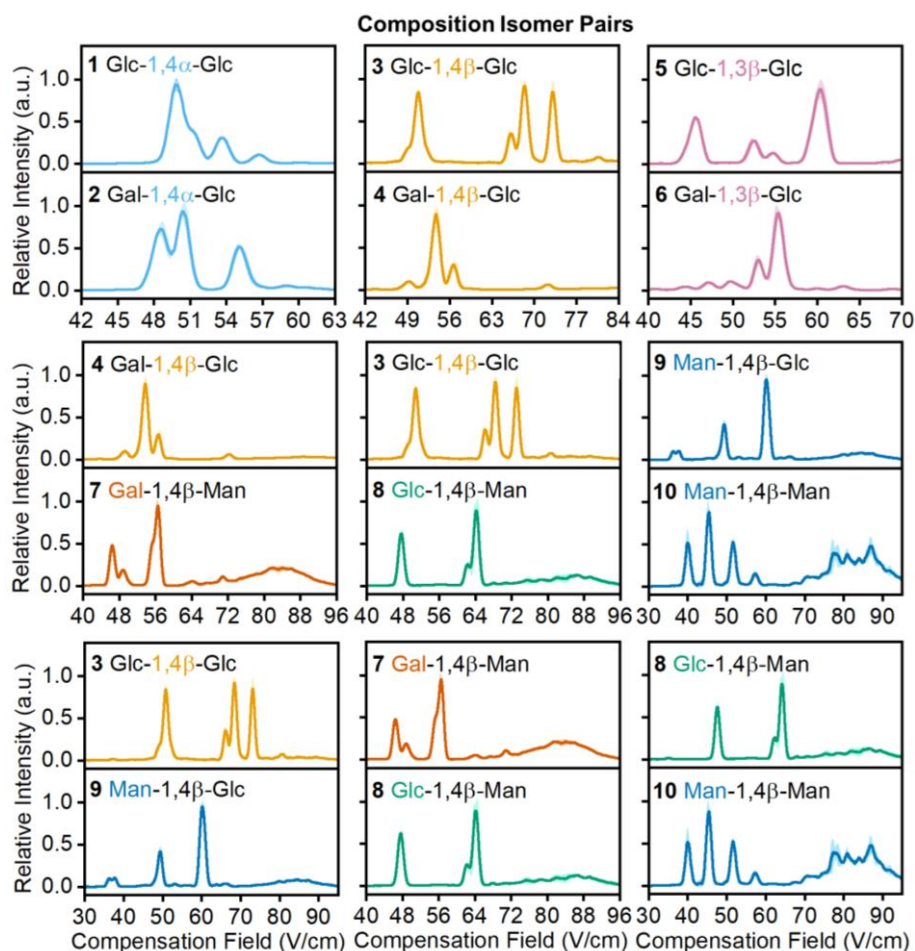 Composition Isomer Pairs
Relative Intensity (a.u.)
1 Glc-1,4α-Glc
1.0
0.5
0.0
2 Gal-1,4α-Glc
1.0
0.5
0.0
42 45 48 51 54 57 60 63
3 Glc-1,4β-Glc
4 Gal-1,4β-Glc
42 49 56 63 70 77 84
5 Glc-1,3β-Glc
6 Gal-1,3β-Glc
40 45 50 55 60 65 70
Relative Intensity (a.u.)
4 Gal-1,4β-Glc
1.0
0.5
0.0
7 Gal-1,4β-Man
1.0
0.5
0.0
40 48 56 64 72 80 88 96
3 Glc-1,4β-Glc
8 Glc-1,4β-Man
40 48 56 64 72 80 88 96
9 Man-1,4β-Glc
10 Man-1,4β-Man
30 40 50 60 70 80 90
Relative Intensity (a.u.)
3 Glc-1,4β-Glc
1.0
0.5
0.0
9 Man-1,4β-Glc
1.0
0.5
0.0
30 40 50 60 70 80 90
Compensation Field (V/cm)
7 Gal-1,4β-Man
8 Glc-1,4β-Man
40 48 56 64 72 80 88 96
Compensation Field (V/cm)
8 Glc-1,4β-Man
10 Man-1,4β-Man
30 40 50 60 70 80 90
Compensation Field (V/cm)